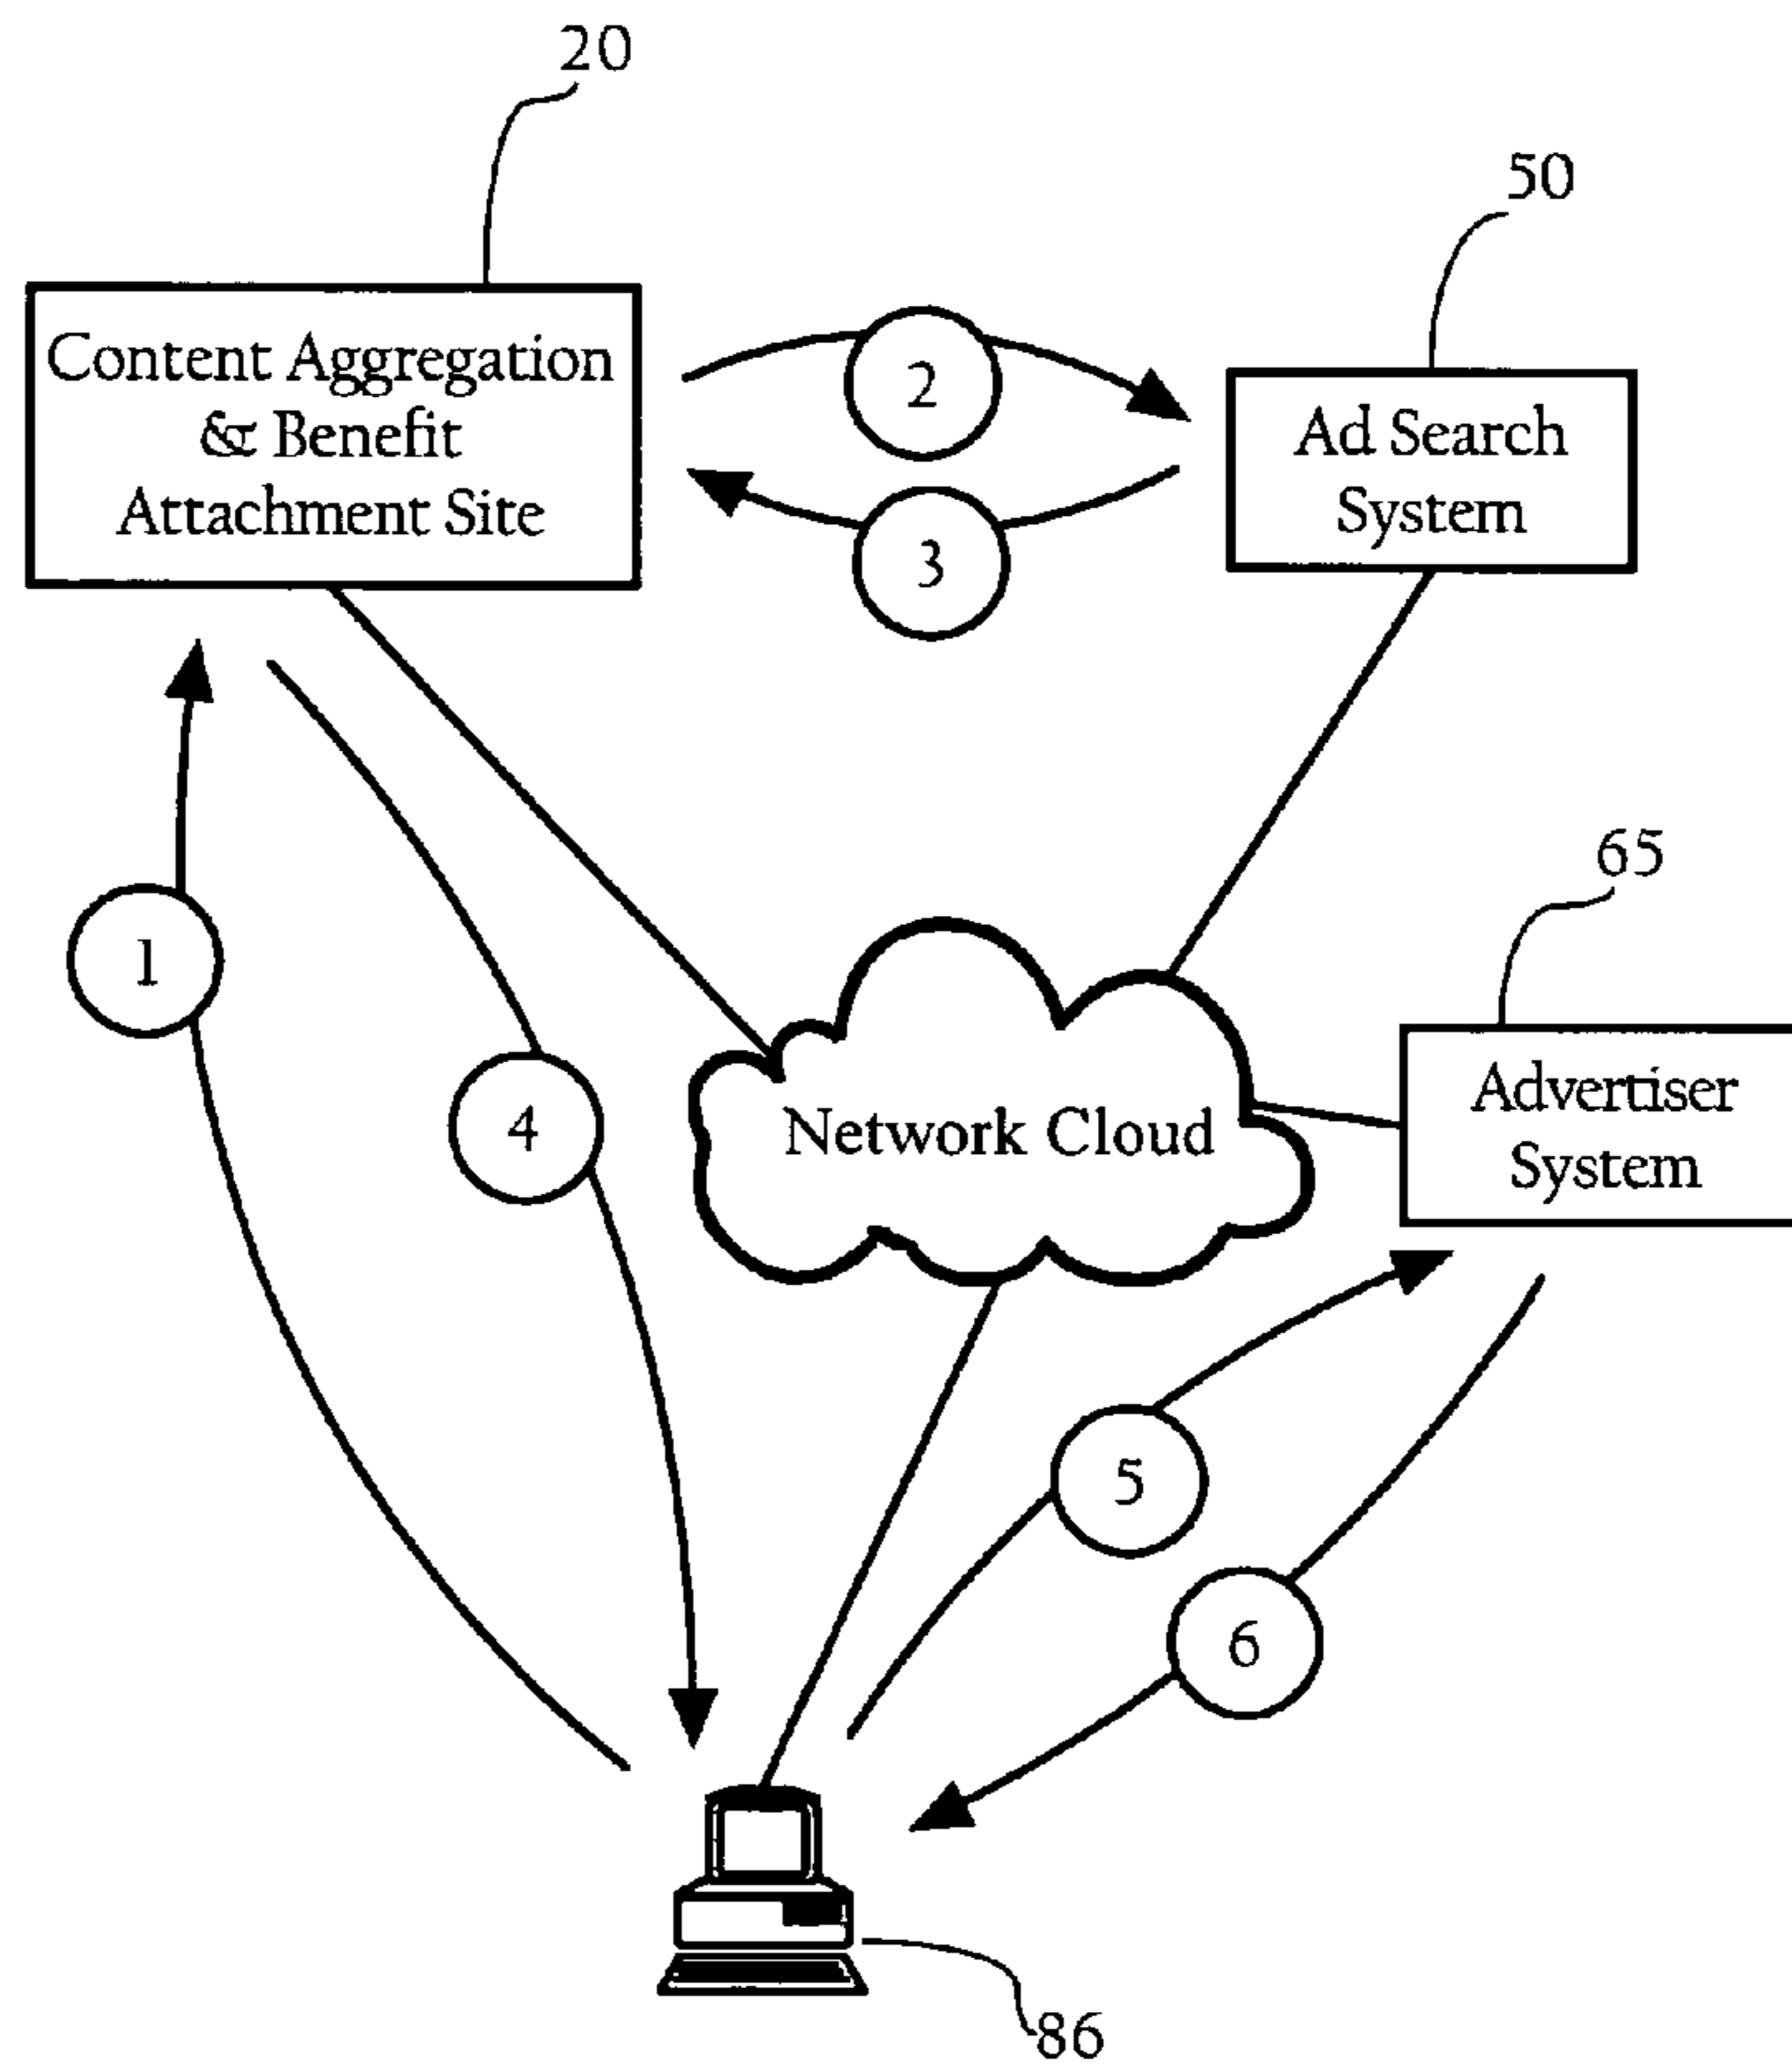 20
50
Content Aggregation
& Benefit
Attachment Site
2
Ad Search
System
3
65
1
4
Network Cloud
Advertiser
System
5
6
86